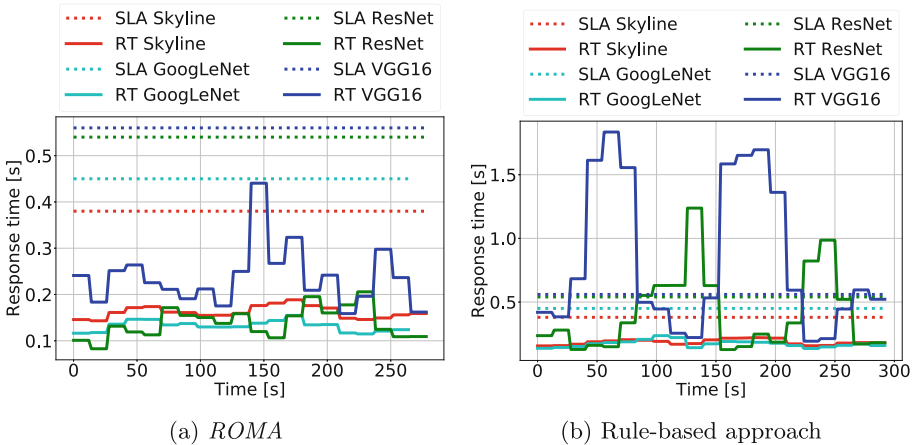 SLA Skyline
RT Skyline
SLA GoogLeNet
RT GoogLeNet
SLA ResNet
RT ResNet
SLA VGG16
RT VGG16
Response time [s]
0.5
0.4
0.3
0.2
0.1
0 50 100 150 200 250
Time [s]
(a) ROMA
SLA Skyline
RT Skyline
SLA GoogLeNet
RT GoogLeNet
SLA ResNet
RT ResNet
SLA VGG16
RT VGG16
Response time [s]
1.5
1.0
0.5
0 50 100 150 200 250 300
Time [s]
(b) Rule-based approach